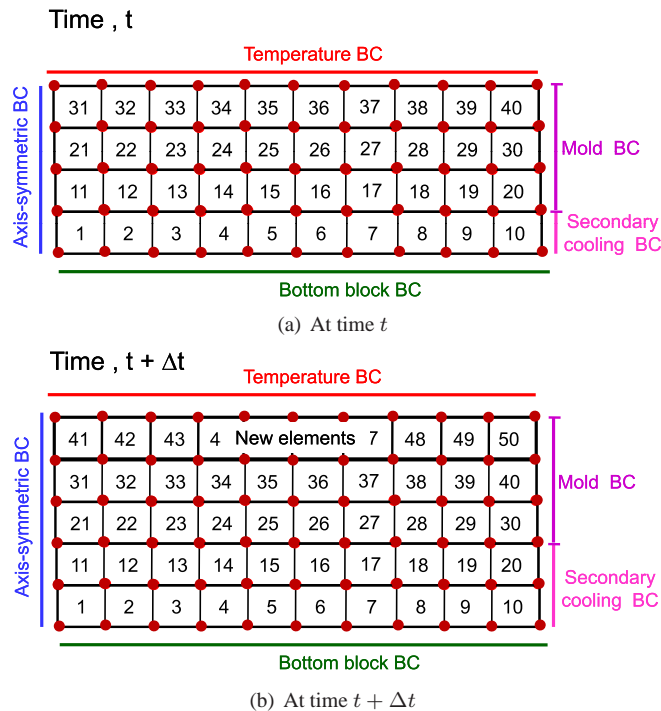 Time , t
Temperature BC
Axis-symmetric BC
31 32 33 34 35 36 37 38 39 40
21 22 23 24 25 26 27 28 29 30
11 12 13 14 15 16 17 18 19 20
1 2 3 4 5 6 7 8 9 10
Mold BC
Secondary
cooling BC
Bottom block BC
(a) At time t
Time , t + Δt
Temperature BC
Axis-symmetric BC
41 42 43 4 New elements 7 48 49 50
31 32 33 34 35 36 37 38 39 40
21 22 23 24 25 26 27 28 29 30
11 12 13 14 15 16 17 18 19 20
1 2 3 4 5 6 7 8 9 10
Mold BC
Secondary
cooling BC
Bottom block BC
(b) At time t + Δt